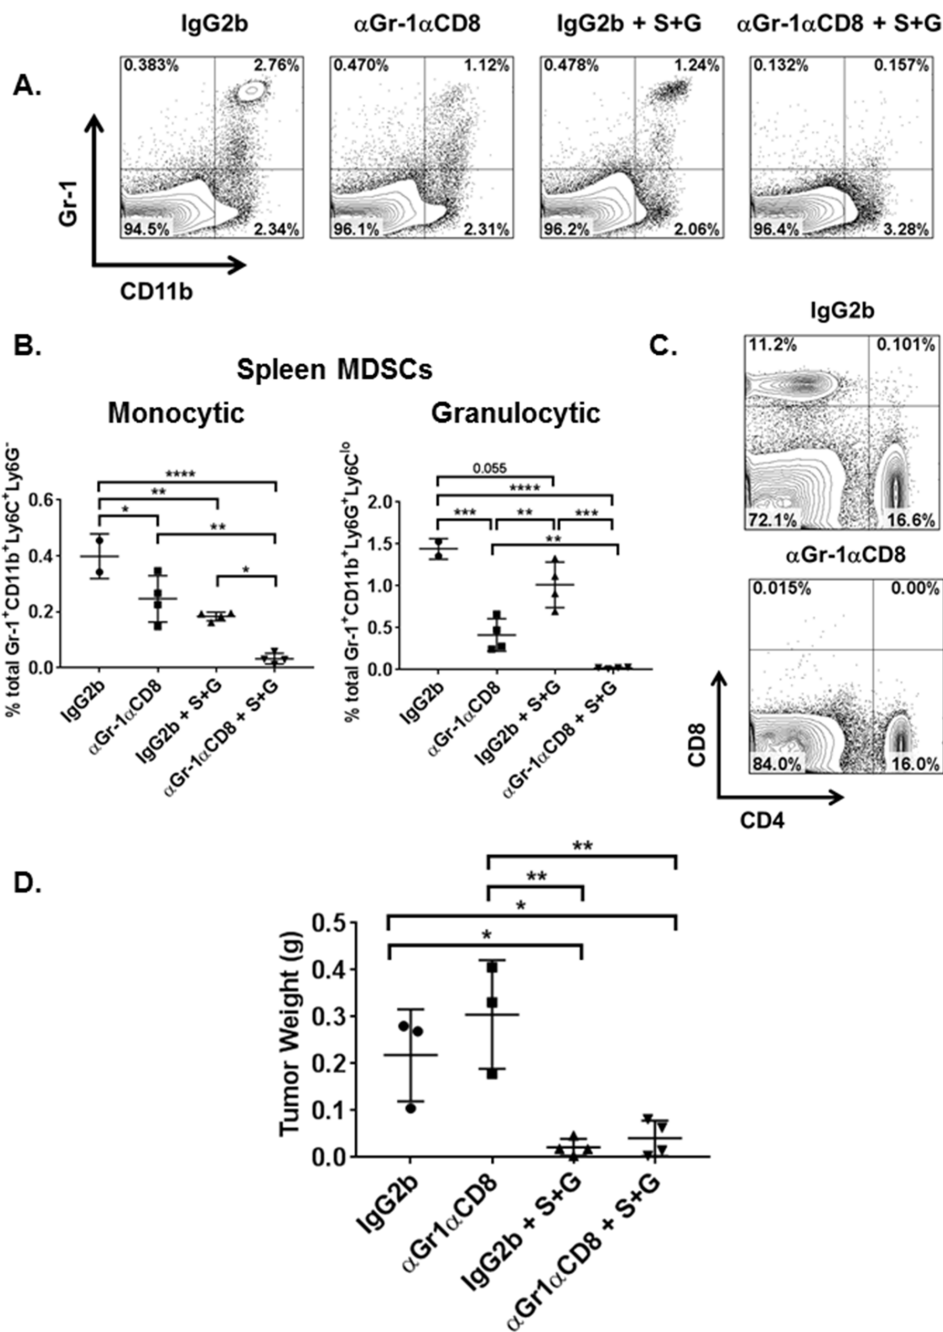 IgG2b αGr-1αCD8 IgG2b + S+G αGr-1αCD8 + S+G
A.
0.383% 2.76% 0.470% 1.12% 0.478% 1.24% 0.132% 0.157%
Gr-1
94.5% 2.34% 96.1% 2.31% 96.2% 2.06% 96.4% 3.28%
CD11b
B.
Spleen MDSCs
Monocytic
% total Gr-1⁺CD11b⁺Ly6C⁺Ly6G⁻
****
**
*
**
*
0.6
0.4
0.2
0.0
IgG2b
αGr-1αCD8
IgG2b + S+G
αGr-1αCD8 + S+G
Granulocytic
% total Gr-1⁺CD11b⁺Ly6G⁺Ly6Cˡᵒ
0.055
****
*** ** ***
**
2.0
1.5
1.0
0.5
0.0
IgG2b
αGr-1αCD8
IgG2b + S+G
αGr-1αCD8 + S+G
C.
IgG2b
11.2% 0.101%
72.1% 16.6%
αGr-1αCD8
0.015% 0.00%
84.0% 16.0%
CD8
CD4
D.
**
**
*
*
Tumor Weight (g)
0.5
0.4
0.3
0.2
0.1
0.0
IgG2b
αGr1αCD8
IgG2b + S+G
αGr1αCD8 + S+G